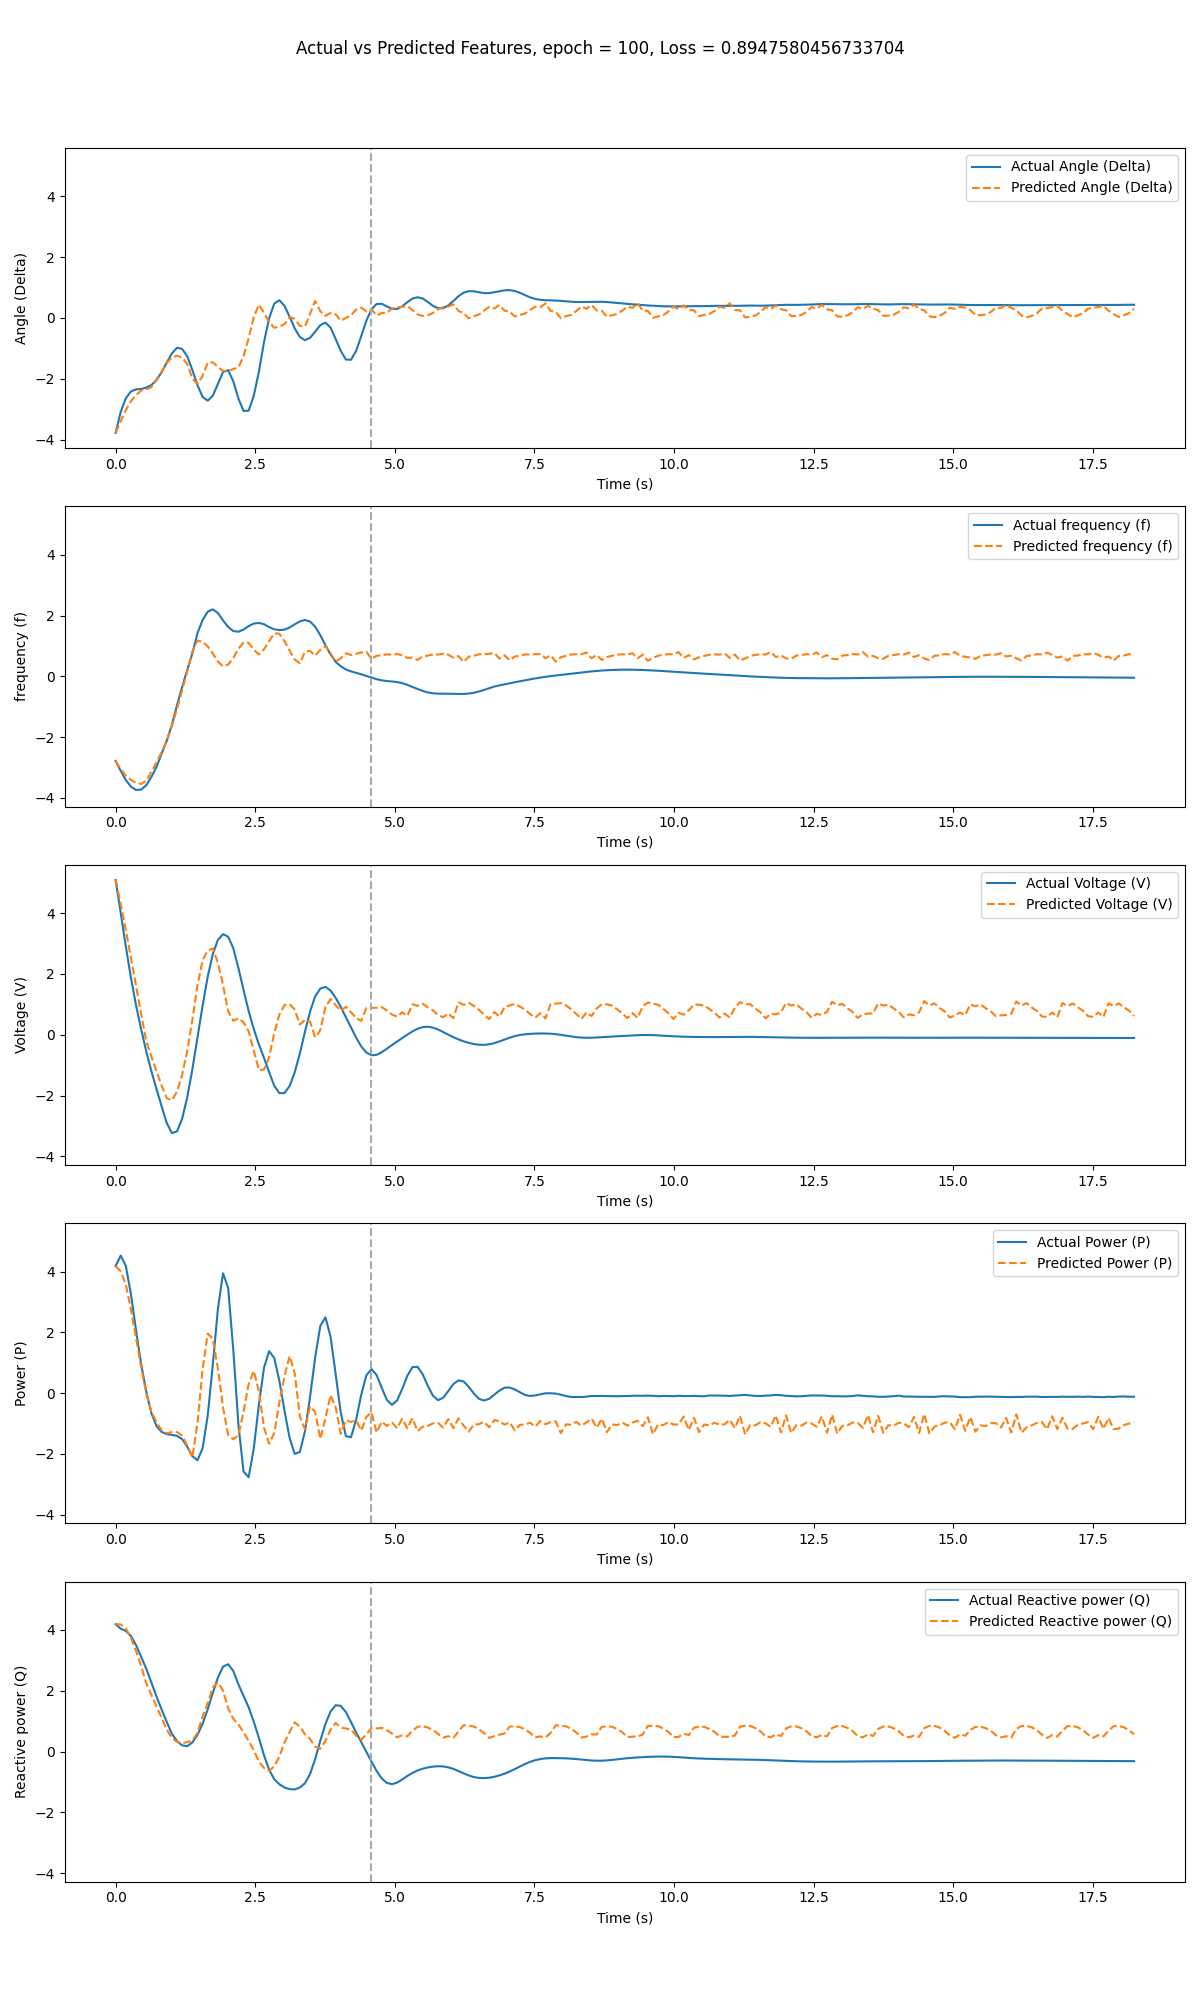 Actual vs Predicted Features, epoch = 100, Loss = 0.8947580456733704
Actual Angle (Delta)
Predicted Angle (Delta)
Angle (Delta)
4
2
0
−2
−4
0.0 2.5 5.0 7.5 10.0 12.5 15.0 17.5
Time (s)
Actual frequency (f)
Predicted frequency (f)
frequency (f)
4
2
0
−2
−4
0.0 2.5 5.0 7.5 10.0 12.5 15.0 17.5
Time (s)
Actual Voltage (V)
Predicted Voltage (V)
Voltage (V)
4
2
0
−2
−4
0.0 2.5 5.0 7.5 10.0 12.5 15.0 17.5
Time (s)
Actual Power (P)
Predicted Power (P)
Power (P)
4
2
0
−2
−4
0.0 2.5 5.0 7.5 10.0 12.5 15.0 17.5
Time (s)
Actual Reactive power (Q)
Predicted Reactive power (Q)
Reactive power (Q)
4
2
0
−2
−4
0.0 2.5 5.0 7.5 10.0 12.5 15.0 17.5
Time (s)